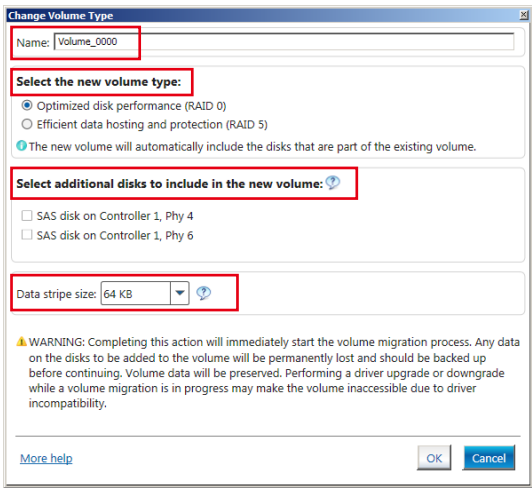 Change Volume Type
Name: Volume_0000
Select the new volume type:
Optimized disk performance (RAID 0)
Efficient data hosting and protection (RAID 5)
The new volume will automatically include the disks that are part of the existing volume.
Select additional disks to include in the new volume:
SAS disk on Controller 1, Phy 4
SAS disk on Controller 1, Phy 6
Data stripe size: 64 KB
WARNING: Completing this action will immediately start the volume migration process. Any data
on the disks to be added to the volume will be permanently lost and should be backed up
before continuing. Volume data will be preserved. Performing a driver upgrade or downgrade
while a volume migration is in progress may make the volume inaccessible due to driver
incompatibility.
More help OK Cancel